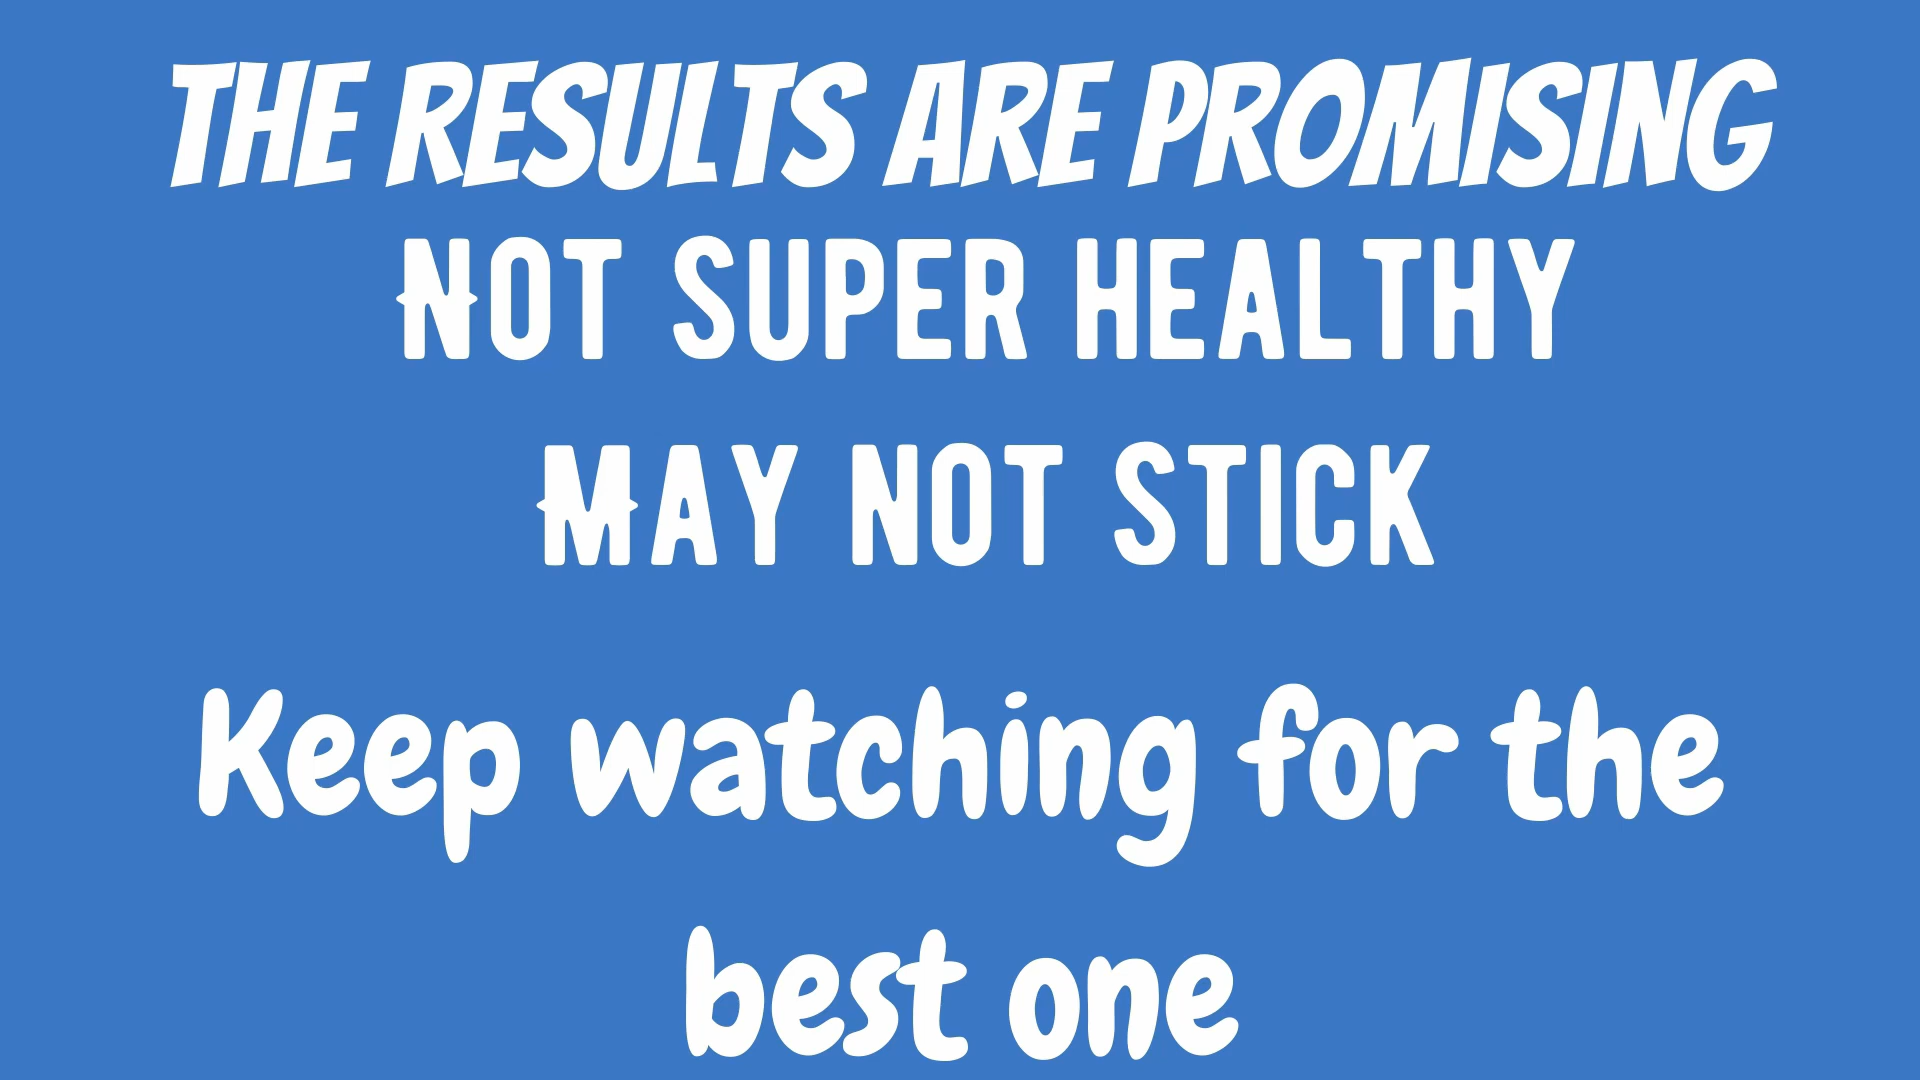 THE RESULTS ARE PROMISING
NOT SUPER HEALTHY
MAY NOT STICK
Keep watching for the
best one